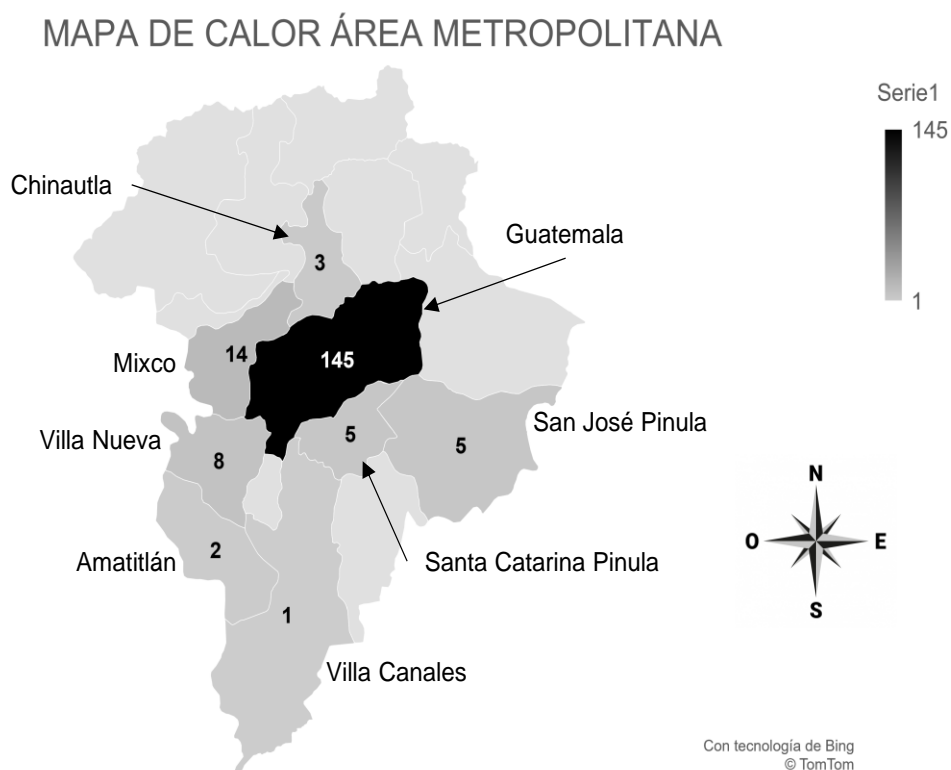 MAPA DE CALOR ÁREA METROPOLITANA
Serie1
145
1
Chinautla
3
Guatemala
Mixco
14
145
Villa Nueva
8
5
5
San José Pinula
Amatitlán
2
Santa Catarina Pinula
1
Villa Canales
N
O
E
S
Con tecnología de Bing
© TomTom